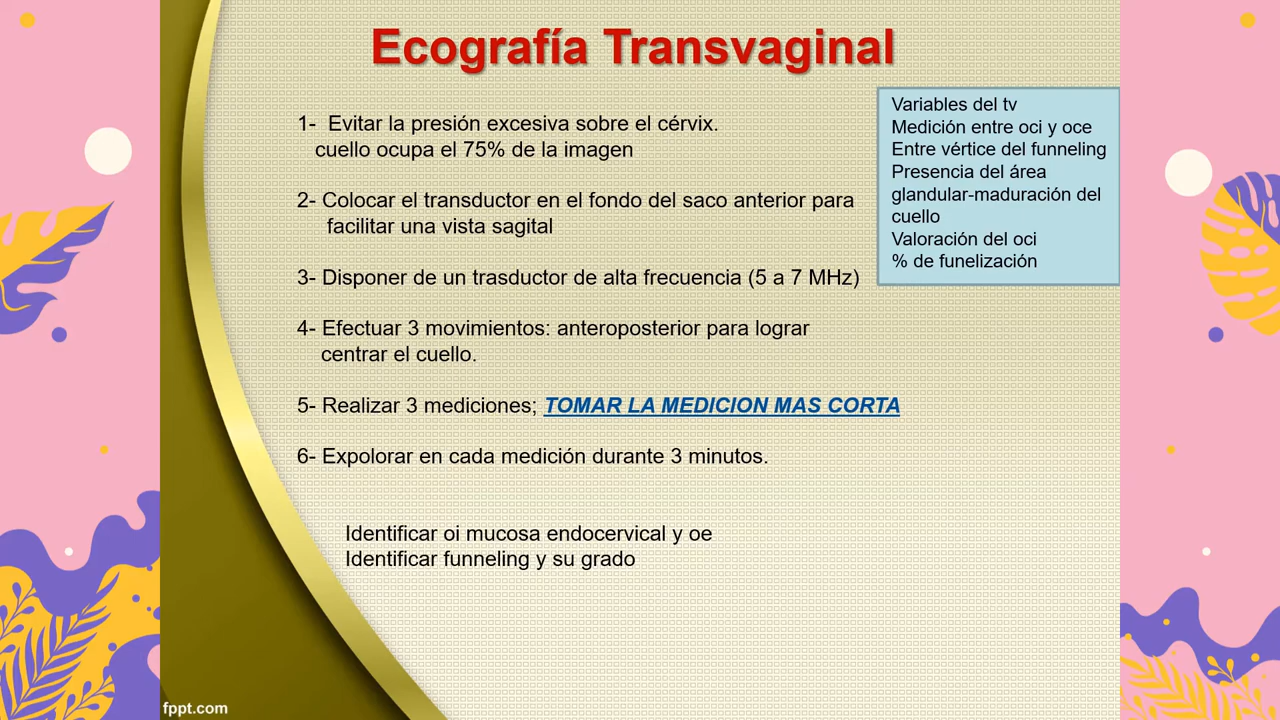 Ecografía Transvaginal
1- Evitar la presión excesiva sobre el cérvix.
cuello ocupa el 75% de la imagen
2- Colocar el transductor en el fondo del saco anterior para
facilitar una vista sagital
3- Disponer de un trasductor de alta frecuencia (5 a 7 MHz)
4- Efectuar 3 movimientos: anteroposterior para lograr
centrar el cuello.
5- Realizar 3 mediciones; TOMAR LA MEDICION MAS CORTA
6- Expolorar en cada medición durante 3 minutos.
Identificar oi mucosa endocervical y oe
Identificar funneling y su grado
Variables del tv
Medición entre oci y oce
Entre vértice del funneling
Presencia del área
glandular-maduración del
cuello
Valoración del oci
% de funelización
fppt.com